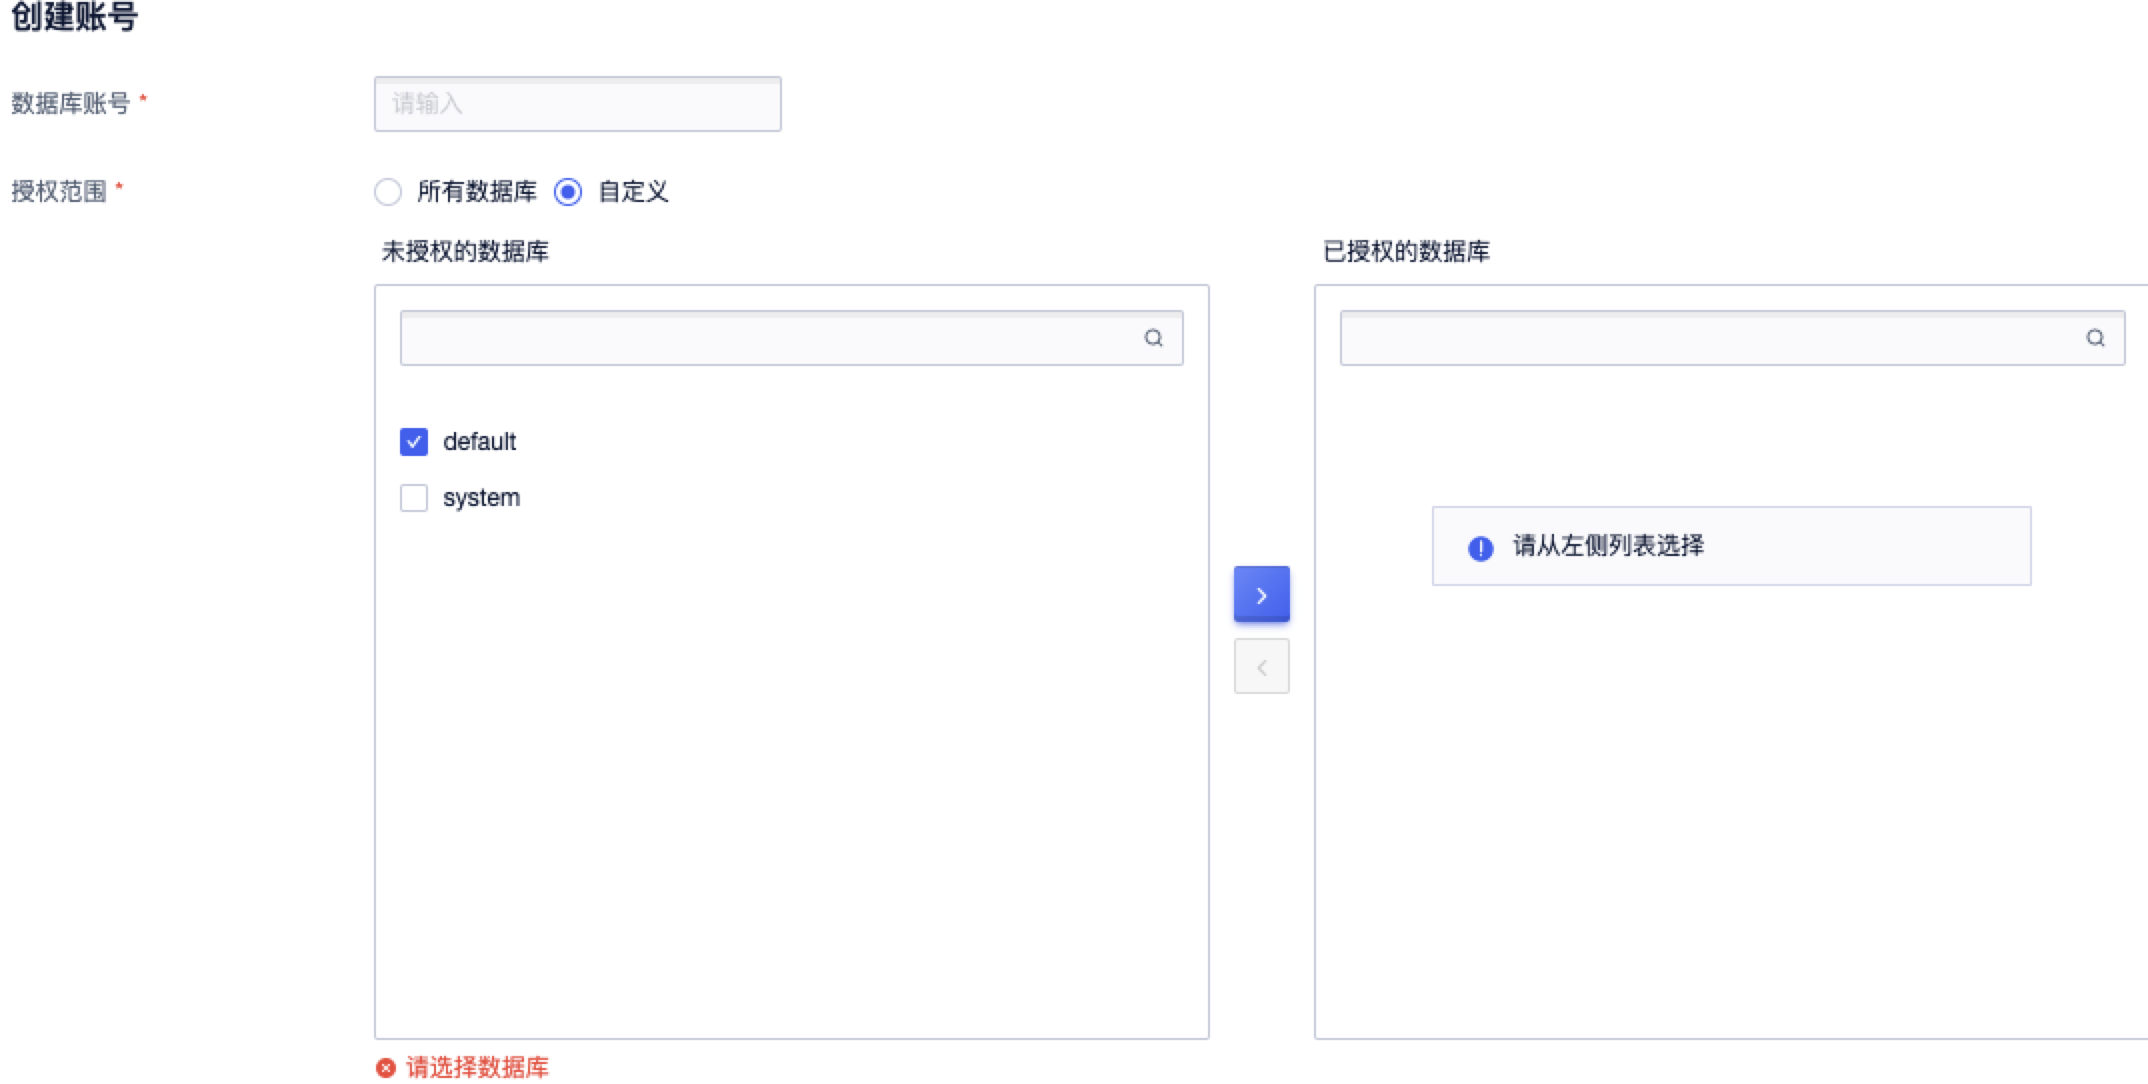 创建账号
数据库账号 *
请输入
授权范围 *
所有数据库 自定义
未授权的数据库
已授权的数据库
default
system
请从左侧列表选择
请选择数据库